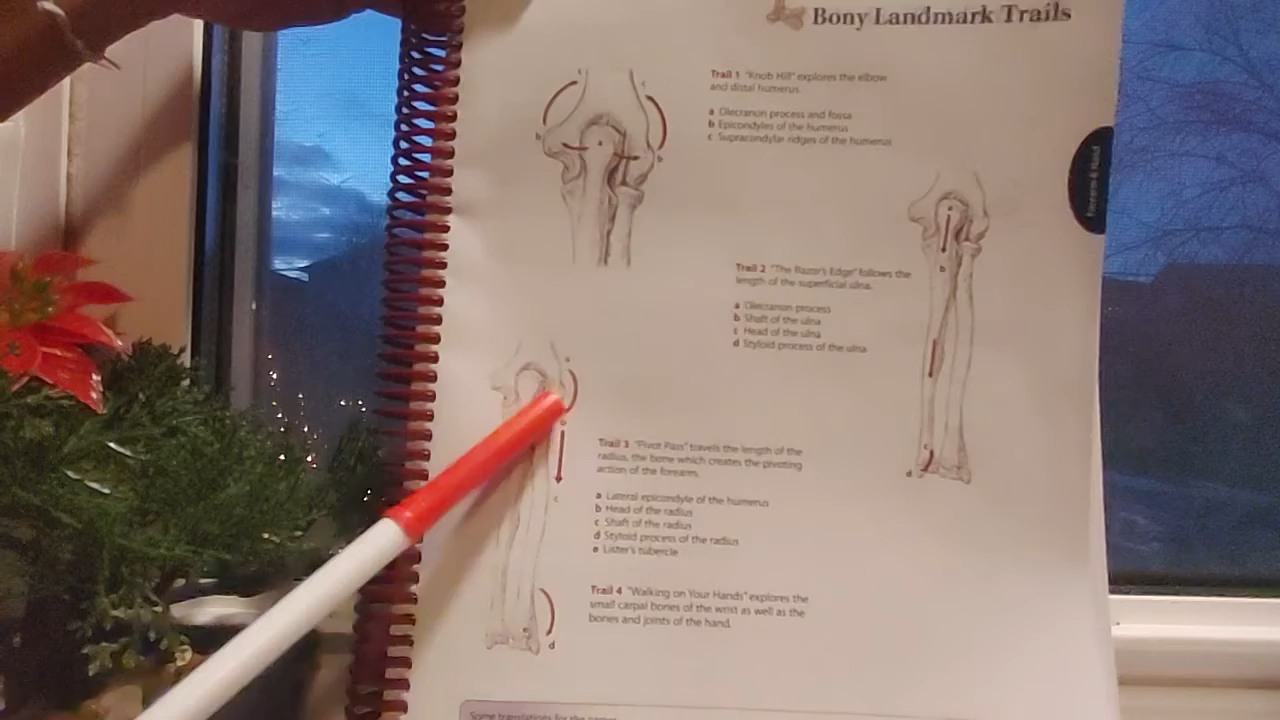 Bony Landmark Trails
Trail 1 "Knob Hill" explores the elbow
and distal humerus.
a Olecranon process and fossa
b Epicondyles of the humerus
c Supracondylar ridges of the humerus
c
c
b
a
b
Forearm & Hand
a
b
c
d
Trail 2 "The Razor's Edge" follows the
length of the superficial ulna.
a Olecranon process
b Shaft of the ulna
c Head of the ulna
d Styloid process of the ulna
a
c
e
d
Trail 3 "Pivot Pass" travels the length of the
radius, the bone which creates the pivoting
action of the forearm.
a Lateral epicondyle of the humerus
b Head of the radius
c Shaft of the radius
d Styloid process of the radius
e Lister's tubercle
Trail 4 "Walking on Your Hands" explores the
small carpal bones of the wrist as well as the
bones and joints of the hand.
Some translations for the